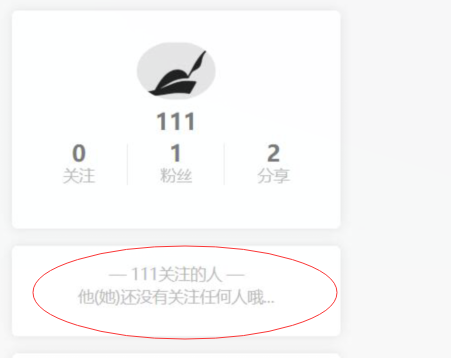 111
0 1 2
关注 粉丝 分享
— 111关注的人 —
他(她)还没有关注任何人哦...